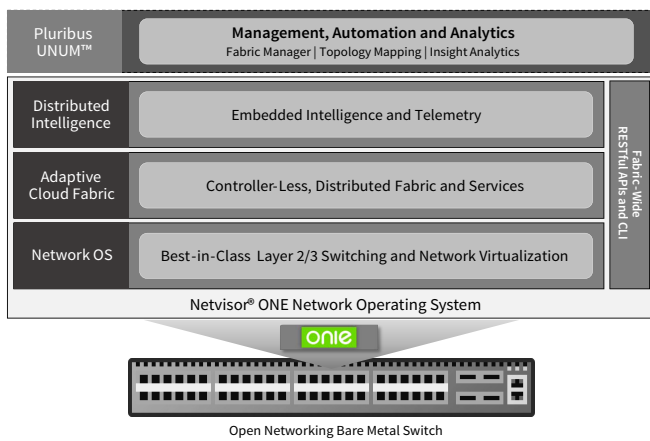 Pluribus
UNUM™
Management, Automation and Analytics
Fabric Manager | Topology Mapping | Insight Analytics
Distributed
Intelligence
Embedded Intelligence and Telemetry
Adaptive
Cloud Fabric
Controller-Less, Distributed Fabric and Services
Network OS
Best-in-Class Layer 2/3 Switching and Network Virtualization
Fabric-Wide
RESTful APIs and CLI
Netvisor® ONE Network Operating System
onie
Open Networking Bare Metal Switch